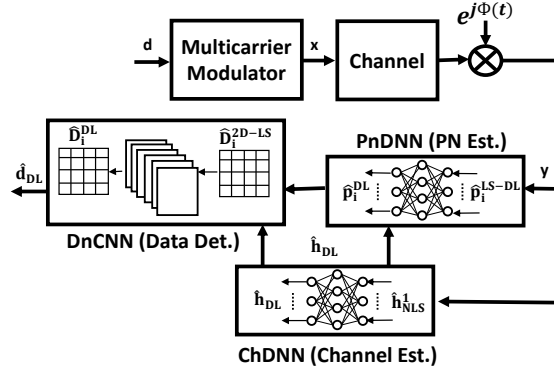 e^{jΦ(t)}
d
Multicarrier
Modulator
x
Channel
D̂_i^{DL}
D̂_i^{2D-LS}
d̂_{DL}
DnCNN (Data Det.)
PnDNN (PN Est.)
p̂_i^{DL}
p̂_i^{LS-DL}
y
ĥ_{DL}
ĥ_{DL}
ĥ_{NLS}^1
ChDNN (Channel Est.)